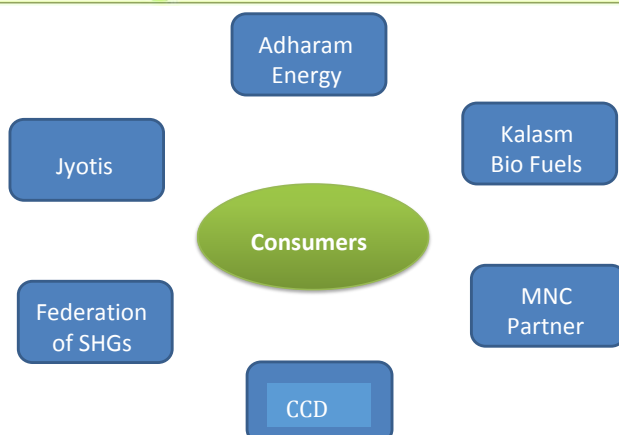 Adharam
Energy
Kalasm
Bio Fuels
Jyotis
Consumers
MNC
Partner
Federation
of SHGs
CCD